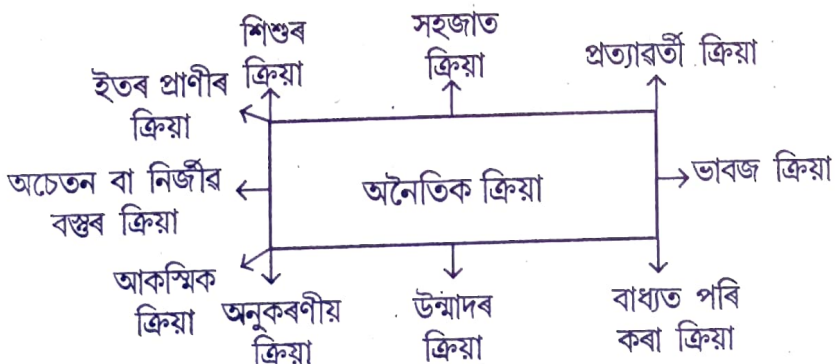 শিশুৰ
ক্ৰিয়া
সহজাত
ক্ৰিয়া
প্ৰত্যাৱৰ্তী ক্ৰিয়া
ইতৰ প্ৰাণীৰ
ক্ৰিয়া
অচেতন বা নিৰ্জীৱ
বস্তুৰ ক্ৰিয়া
অনৈতিক ক্ৰিয়া
ভাবজ ক্ৰিয়া
আকস্মিক
ক্ৰিয়া
অনুকৰণীয়
ক্ৰিয়া
উন্মাদৰ
ক্ৰিয়া
বাধ্যত পৰি
কৰা ক্ৰিয়া